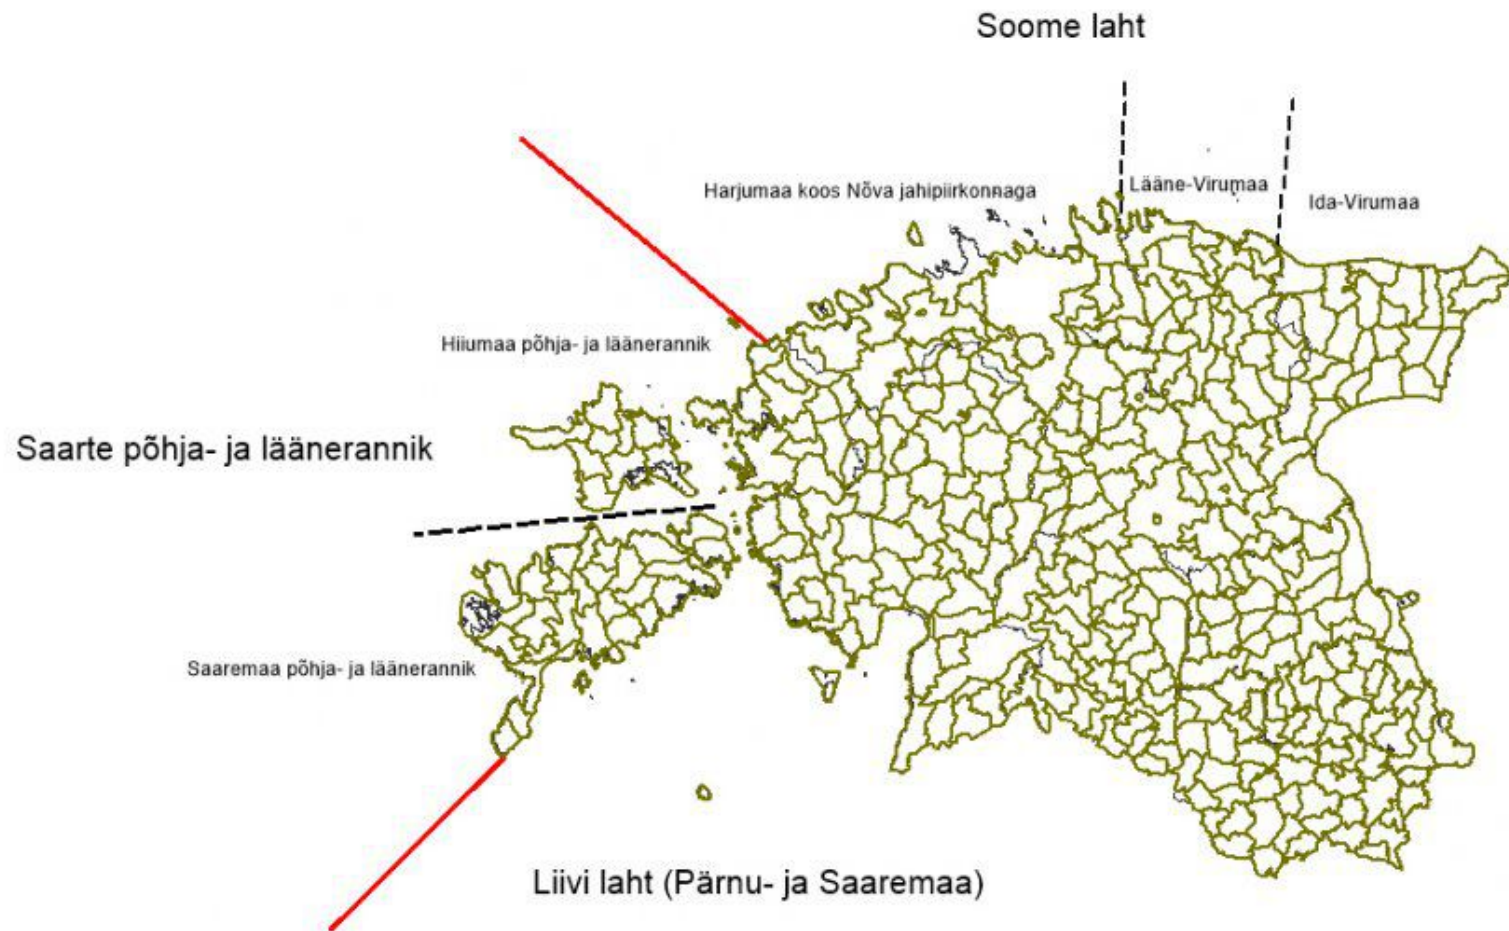 Soome laht
Harjumaa koos Nõva jahipiirkonnaga
Lääne-Virumaa
Ida-Virumaa
Hiiumaa põhja- ja läänerannik
Saarte põhja- ja läänerannik
Saaremaa põhja- ja läänerannik
Liivi laht (Pärnu- ja Saaremaa)